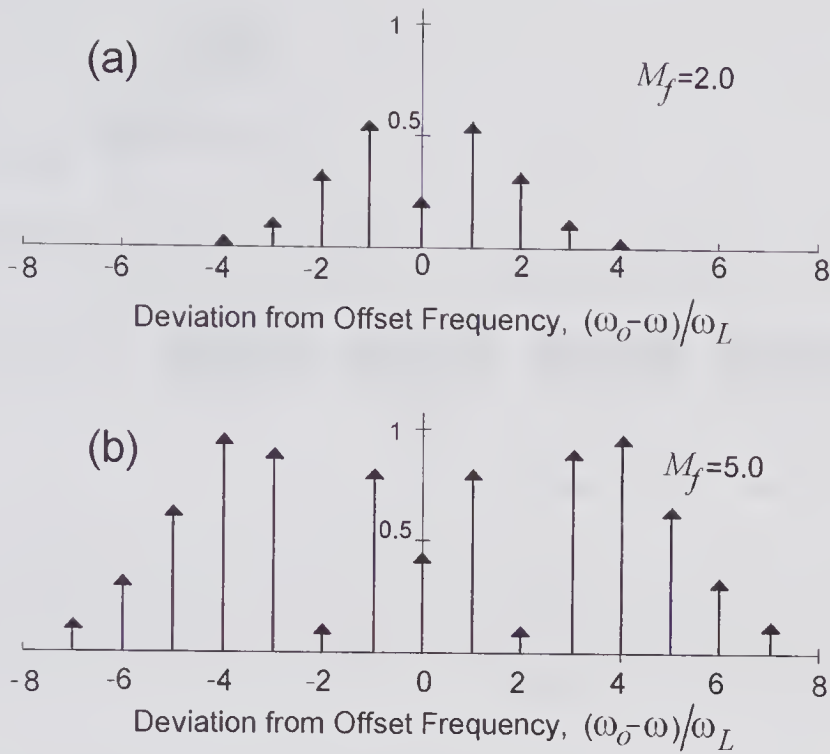 1
(a)
M_f=2.0
0.5
-8 -6 -4 -2 0 2 4 6 8
Deviation from Offset Frequency, (ω_o-ω)/ω_L
1
(b)
M_f=5.0
0.5
-8 -6 -4 -2 0 2 4 6 8
Deviation from Offset Frequency, (ω_o-ω)/ω_L